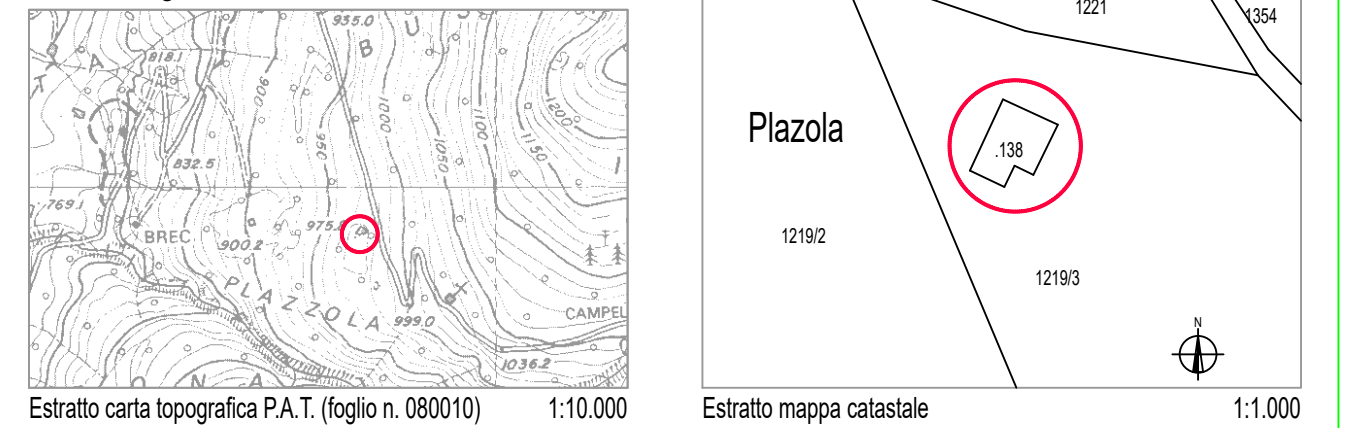 935.0
B U S
818.1
T A
900
950
1000
1050
1100
1150
1200
832.5
769.1
BREC
900.2
975.
PLAZZOLA
999.0
CAMPEL
1036.2
O N A
Estratto carta topografica P.A.T. (foglio n. 080010) 1:10.000
1221
1354
Plazola
.138
1219/2
1219/3
N
Estratto mappa catastale 1:1.000